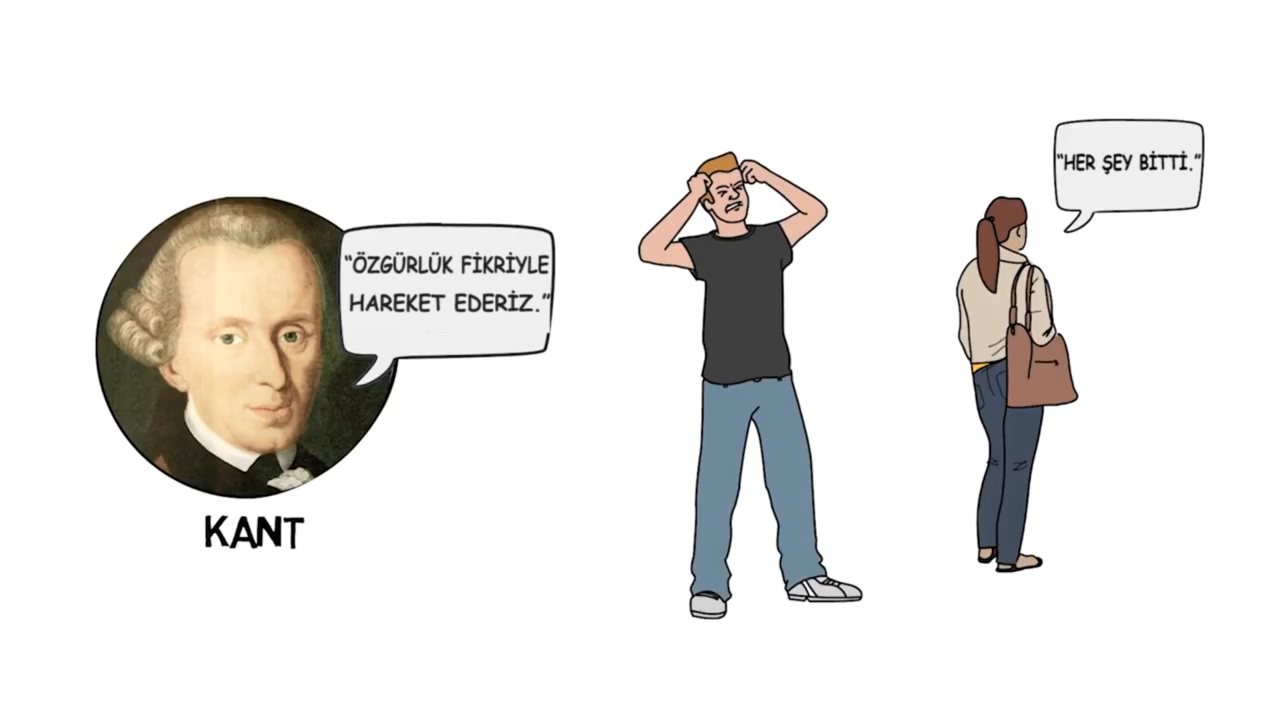 "ÖZGÜRLÜK FİKRİYLE
HAREKET EDERİZ."
KANT
"HER ŞEY BİTTİ."